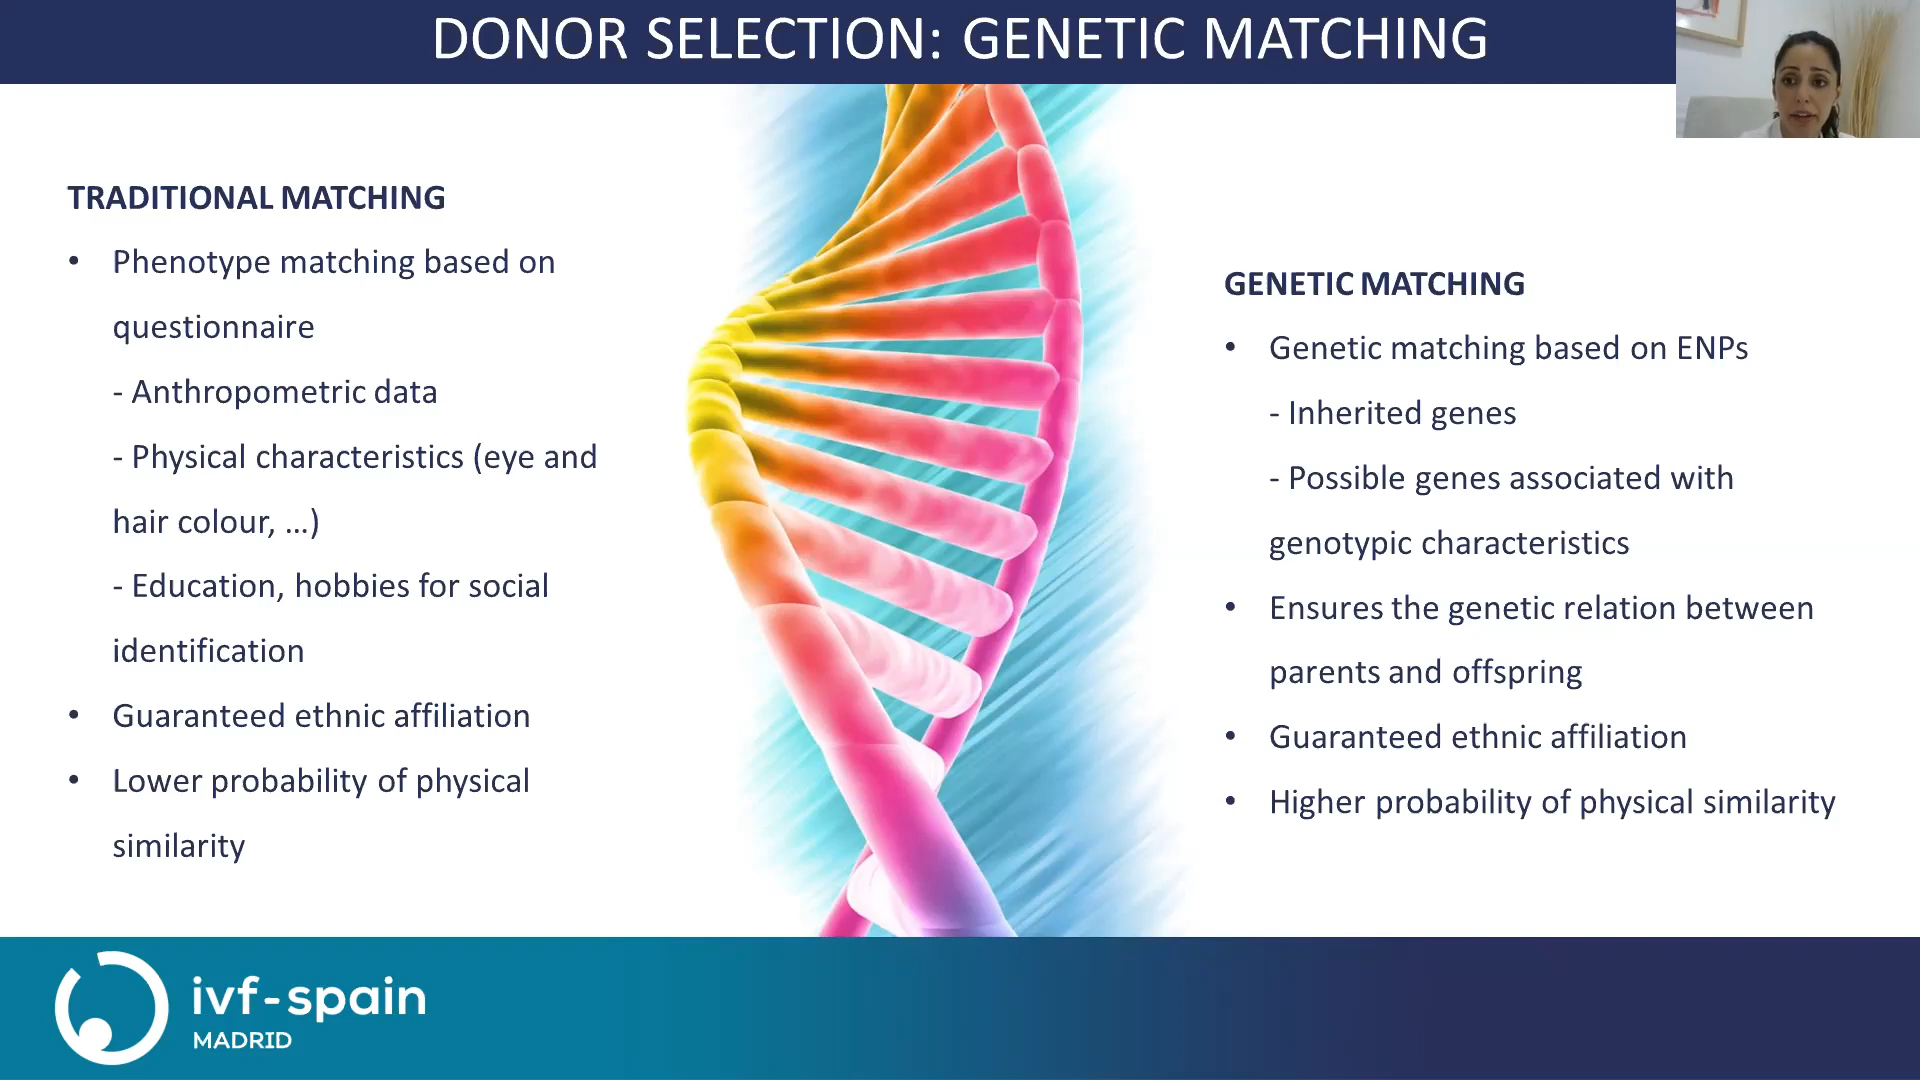 DONOR SELECTION: GENETIC MATCHING
TRADITIONAL MATCHING
• Phenotype matching based on
questionnaire
- Anthropometric data
- Physical characteristics (eye and
hair colour, ...)
- Education, hobbies for social
identification
• Guaranteed ethnic affiliation
• Lower probability of physical
similarity
GENETIC MATCHING
• Genetic matching based on ENPs
- Inherited genes
- Possible genes associated with
genotypic characteristics
• Ensures the genetic relation between
parents and offspring
• Guaranteed ethnic affiliation
• Higher probability of physical similarity
ivf-spain
MADRID